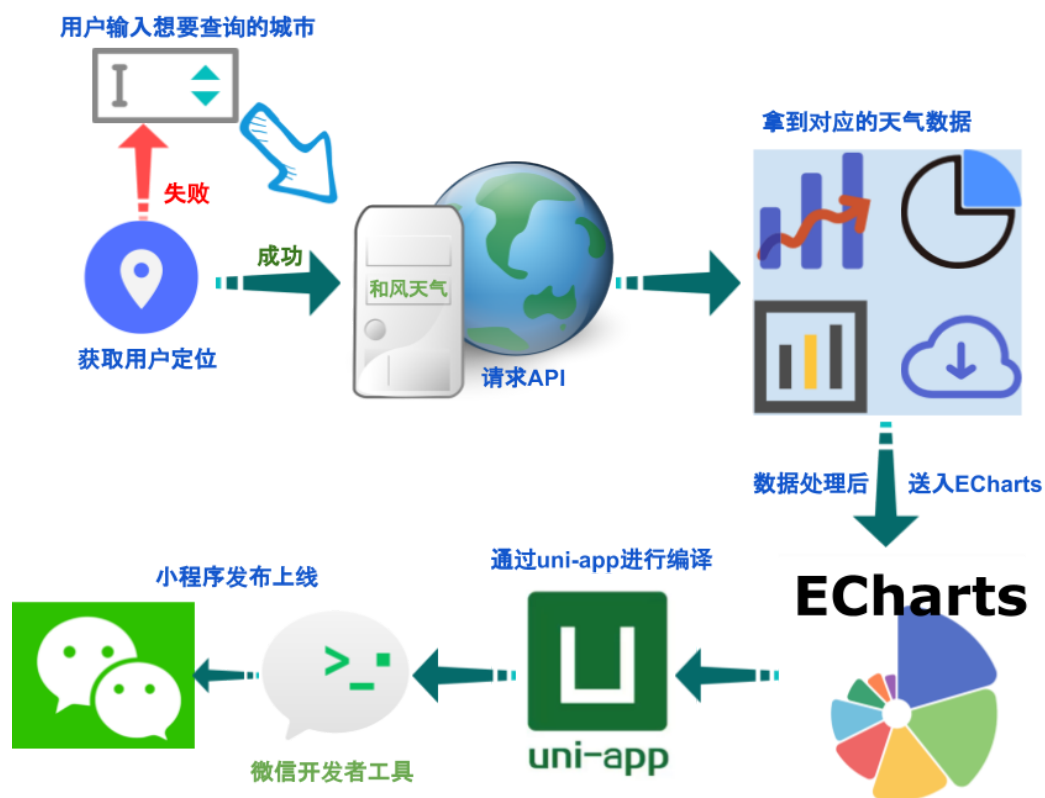 用户输入想要查询的城市
失败
成功
获取用户定位
和风天气
请求API
拿到对应的天气数据
数据处理后
送入ECharts
ECharts
通过uni-app进行编译
uni-app
小程序发布上线
>_
微信开发者工具